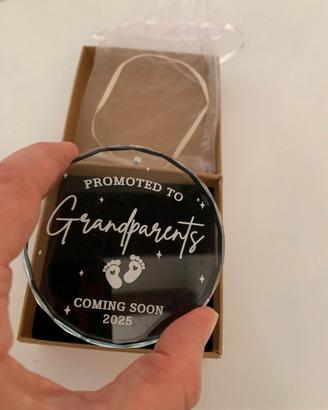 PROMOTED TO
Grandparents
COMING SOON
2025